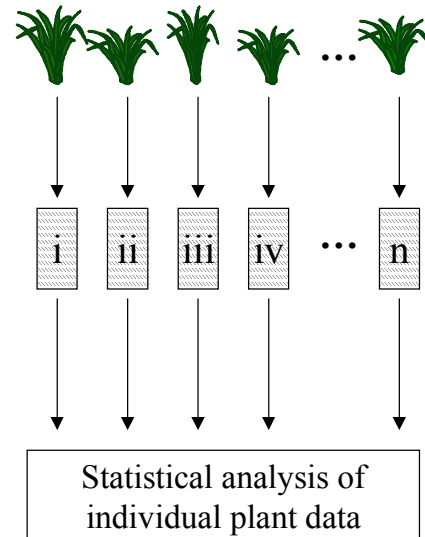 ...
i ii iii iv ... n
Statistical analysis of
individual plant data